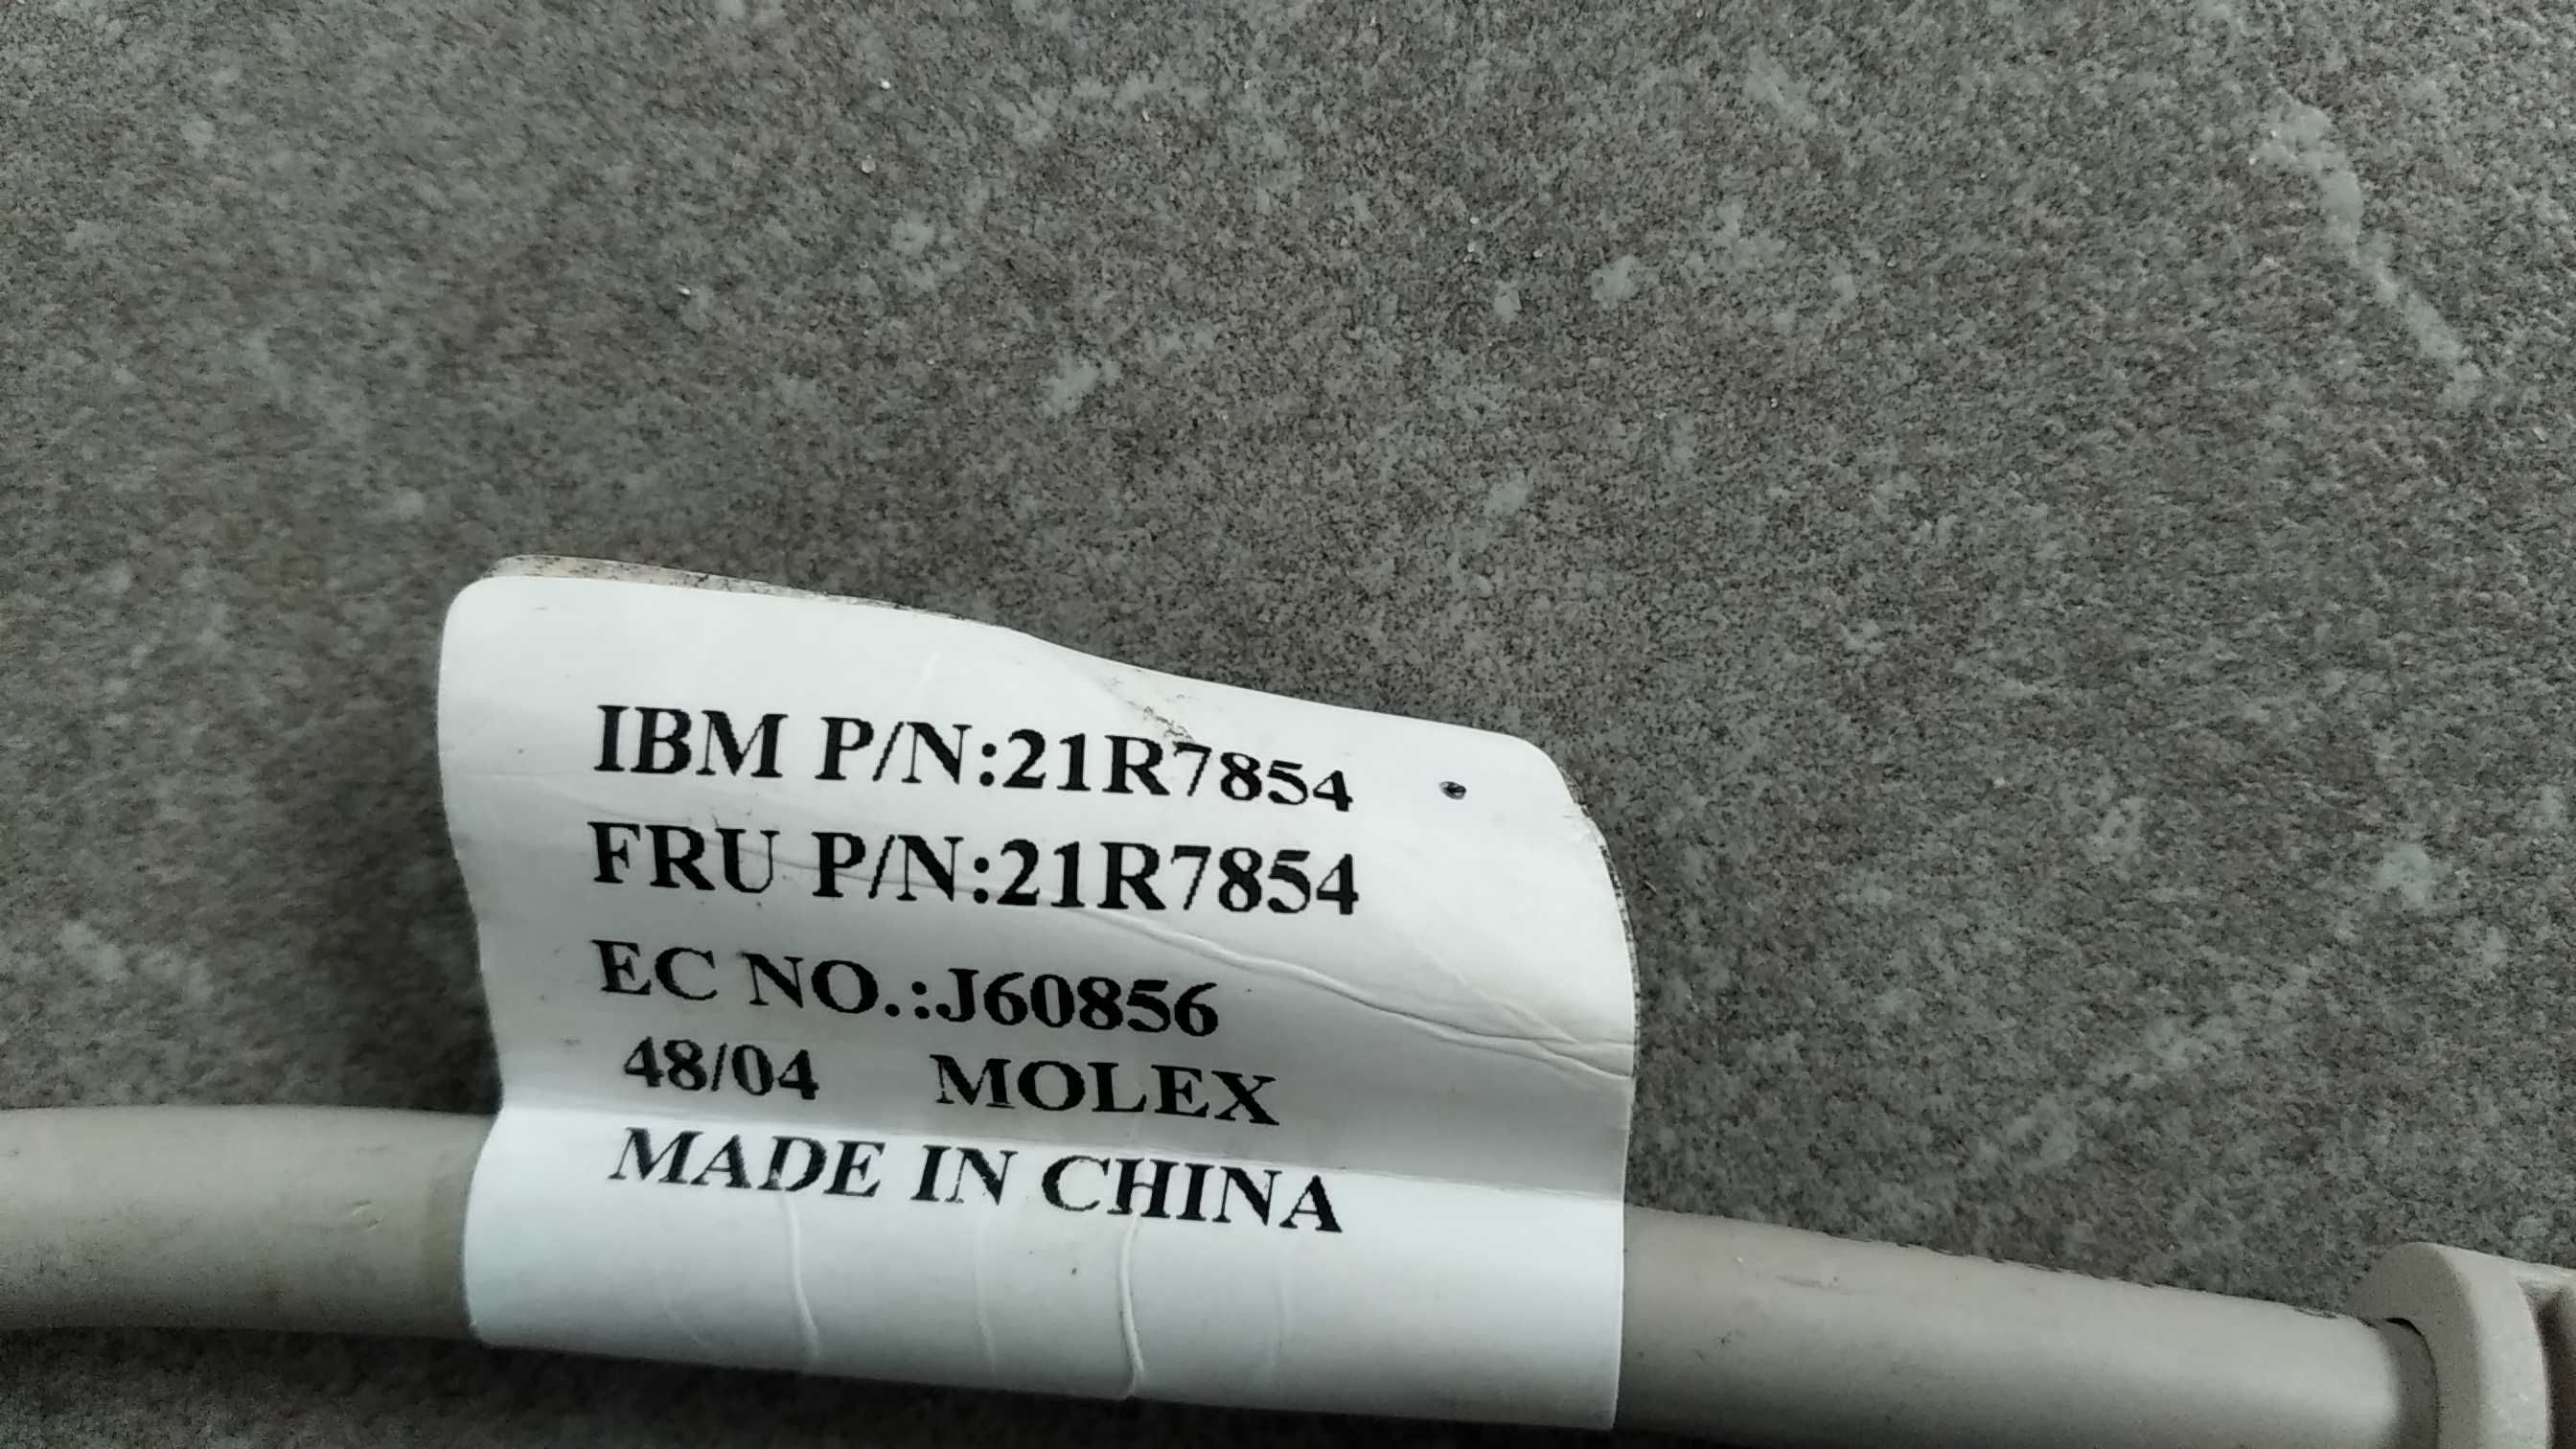 IBM P/N:21R7854
FRU P/N:21R7854
EC NO.:J60856
48/04 MOLEX
MADE IN CHINA